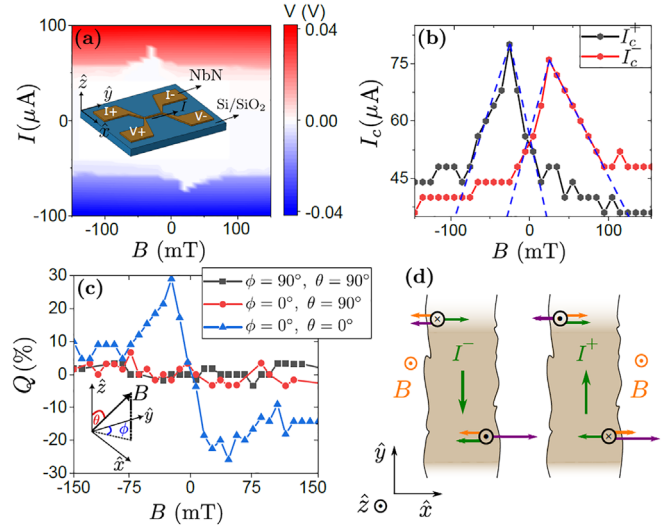 (a)
V (V)
100
0
-100
I(μA)
-100
0
100
B (mT)
0.04
0.00
-0.04
NbN
Si/SiO₂
I+
I-
V+
V-
I
ẑ
ŷ
x̂
(b)
I_c^+
I_c^-
75
60
45
I_c(μA)
-100
0
100
B (mT)
(c)
ϕ = 90°, θ = 90°
ϕ = 0°, θ = 90°
ϕ = 0°, θ = 0°
30
20
10
0
-10
-20
-30
Q(%)
-150
-75
0
75
150
B (mT)
ẑ
B
θ
ŷ
ϕ
x̂
(d)
I⁻
I⁺
B
B
ŷ
ẑ
x̂